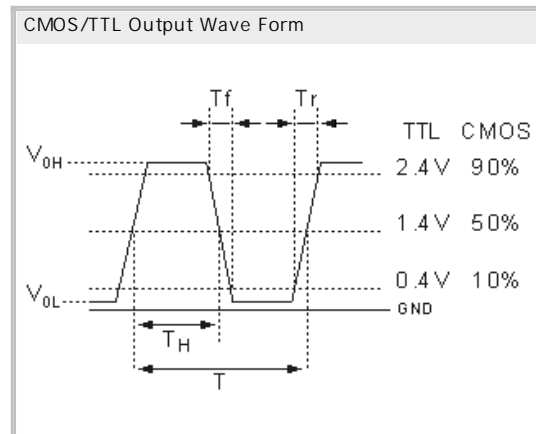 CMOS/TTL Output Wave Form
Tf Tr
TTL CMOS
V0H 2.4V 90%
1.4V 50%
0.4V 10%
V0L
GND
TH
T